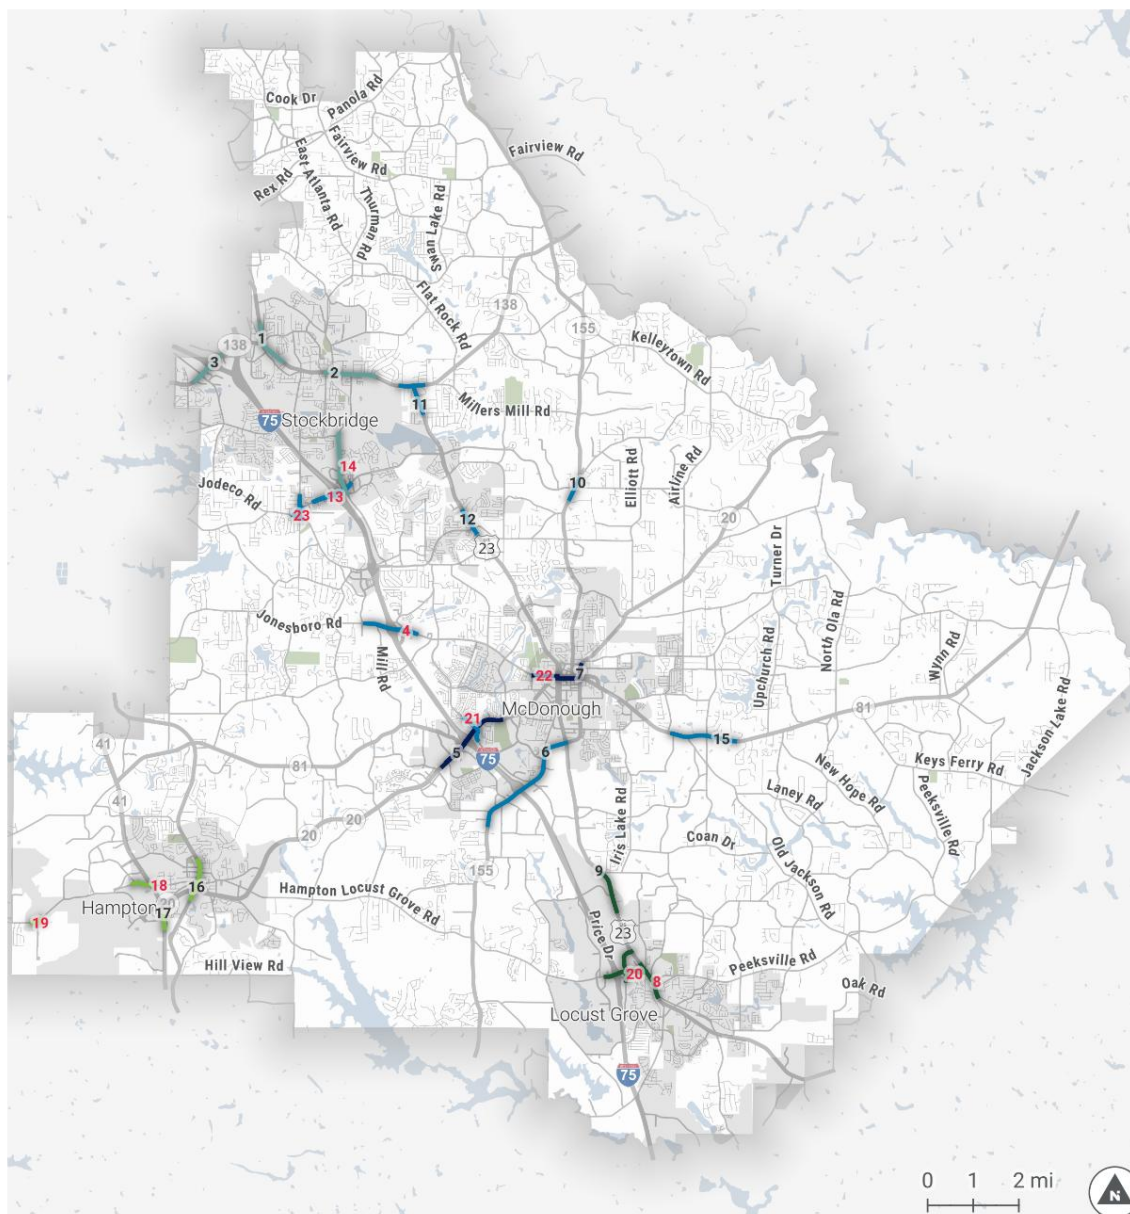 Cook Dr
Panola Rd
Fairview Rd
Fairview Rd
Rex Rd
East Atlanta Rd
Thurman Rd
Swan Lake Rd
Flat Rock Rd
138
155
Kelleytown Rd
1
138
3
2
11
Millers Mill Rd
75
Stockbridge
14
13
Jodeco Rd
23
10
Elliott Rd
Airline Rd
20
12
23
Turner Dr
Jonesboro Rd
4
Mill Rd
22
7
Upchurch Rd
North Ola Rd
Wynn Rd
McDonough
21
5
75
6
15
81
Jackson Lake Rd
41
81
Keys Ferry Rd
New Hope Rd
Laney Rd
Peeksville Rd
41
20
20
Iris Lake Rd
Coan Dr
Old Jackson Rd
155
9
18
16
Hampton
17
19
Hampton Locust Grove Rd
23
Price Dr
Hill View Rd
20
8
Peeksville Rd
Oak Rd
Locust Grove
75
0 1 2 mi
N